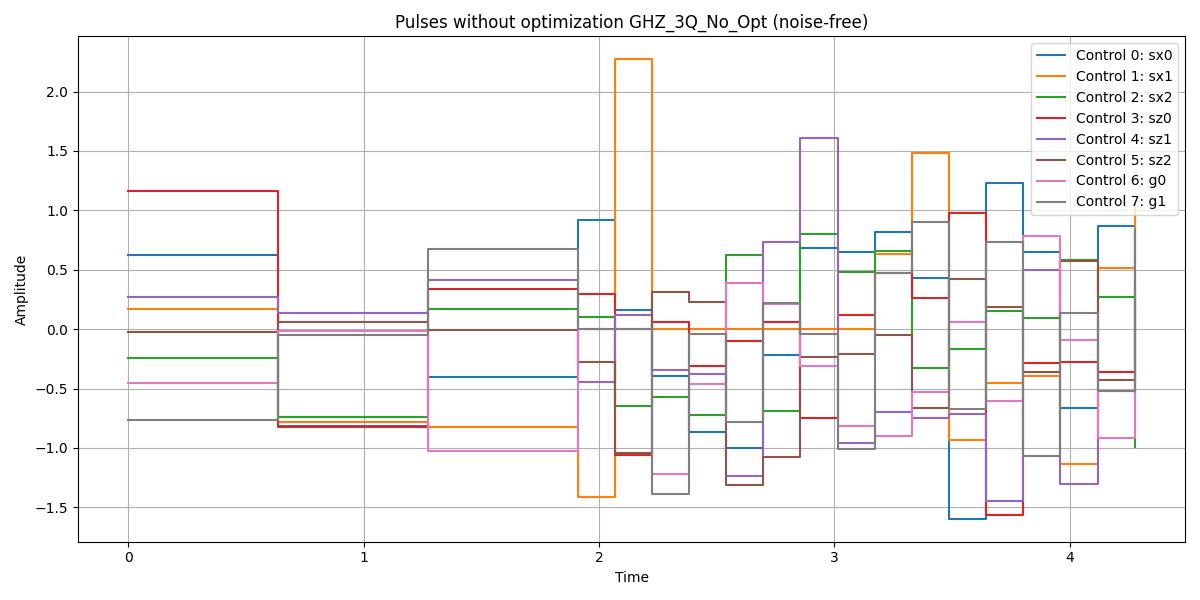 Pulses without optimization GHZ_3Q_No_Opt (noise-free)
Amplitude
2.0
1.5
1.0
0.5
0.0
−0.5
−1.0
−1.5
Control 0: sx0
Control 1: sx1
Control 2: sx2
Control 3: sz0
Control 4: sz1
Control 5: sz2
Control 6: g0
Control 7: g1
0
1
2
3
4
Time